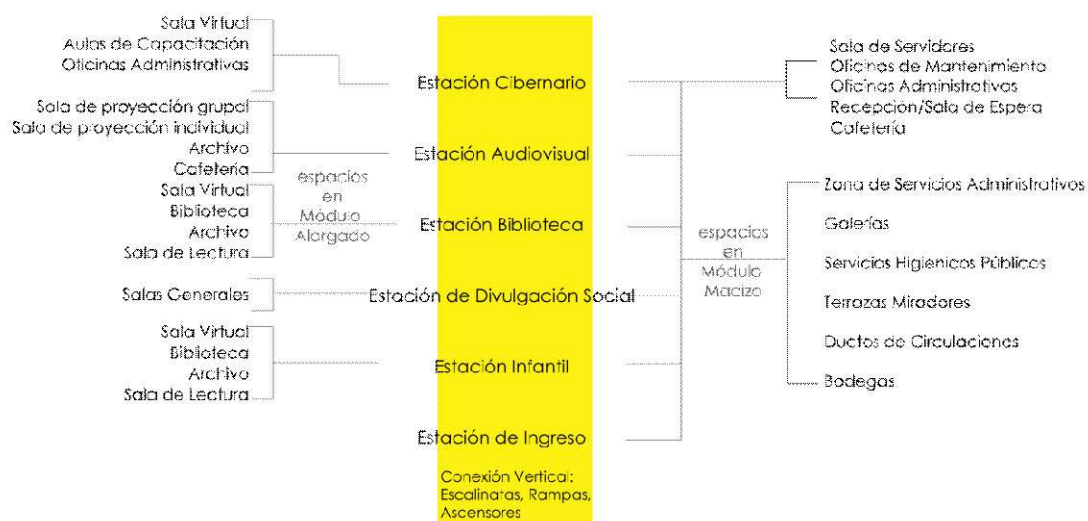 Sala Virtual
Aulas de Capacitación
Oficinas Administrativas
Sala de proyección grupal
Sala de proyección individual
Archivo
Cafetería
Sala Virtual
Biblioteca
Archivo
Sala de Lectura
Salas Generales
Sala Virtual
Biblioteca
Archivo
Sala de Lectura
espacios
en
Módulo
Alargado
Estación Cibernario
Estación Audiovisual
Estación Biblioteca
Estación de Divulgación Social
Estación Infantil
Estación de Ingreso
Conexión Vertical:
Escalinatas, Rampas,
Ascensores
espacios
en
Módulo
Macizo
Sala de Servidores
Oficinas de Mantenimiento
Oficinas Administrativas
Recepción/Sala de Espera
Cafetería
Zona de Servicios Administrativos
Galerías
Servicios Higienicos Públicos
Terrazas Miradores
Ductos de Circulaciones
Bodegas